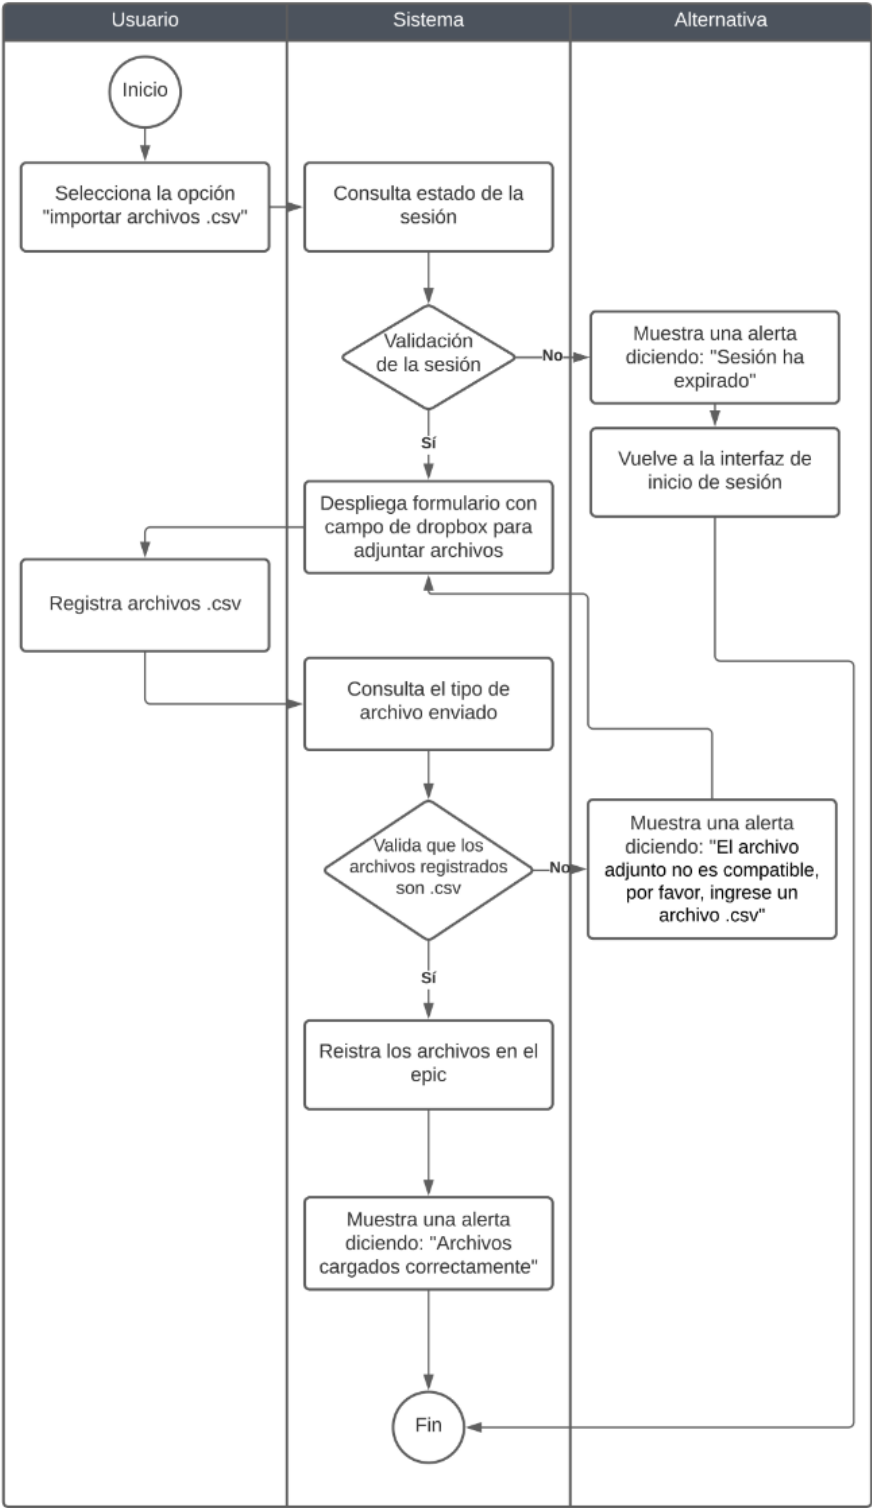 Usuario
Sistema
Alternativa
Inicio
Selecciona la opción
"importar archivos .csv"
Consulta estado de la
sesión
Validación
de la sesión
No
Muestra una alerta
diciendo: "Sesión ha
expirado"
Sí
Vuelve a la interfaz de
inicio de sesión
Despliega formulario con
campo de dropbox para
adjuntar archivos
Registra archivos .csv
Consulta el tipo de
archivo enviado
Valida que los
archivos registrados
son .csv
No
Muestra una alerta
diciendo: "El archivo
adjunto no es compatible,
por favor, ingrese un
archivo .csv"
Sí
Reistra los archivos en el
epic
Muestra una alerta
diciendo: "Archivos
cargados correctamente"
Fin